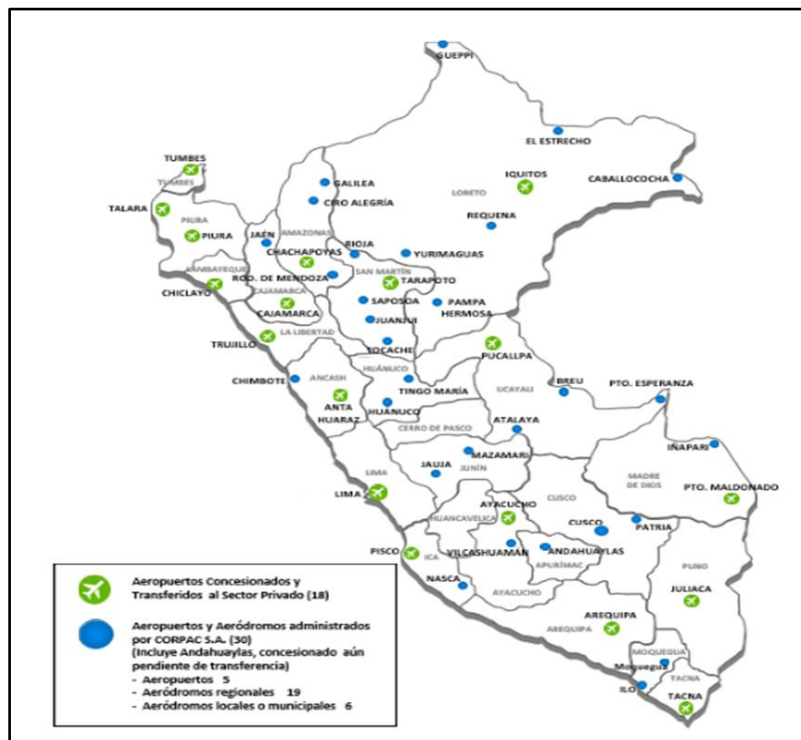 GUEPPI
EL ESTRECHO
TUMBES
TUMBES
IQUITOS
CABALLOCOCHA
GALILEA
LORETO
TALARA
CIRO ALEGRÍA
PIURA
REQUENA
PIURA
JAÉN
AMAZONAS
RIOJA
YURIMAGUAS
CHACHAPOYAS
LAMBAYEQUE
ROD. DE MENDOZA
SAN MARTÍN
TARAPOTO
CHICLAYO
CAJAMARCA
SAPOSOA
PAMPA
HERMOSA
CAJAMARCA
JUANJUI
LA LIBERTAD
TRUJILLO
TOCACHE
PUCALLPA
HUÁNUCO
CHIMBOTE
ANCASH
TINGO MARÍA
UCAYALI
BREU
PTO. ESPERANZA
ANTA
HUARAZ
HUÁNUCO
CERRO DE PASCO
ATALAYA
IÑAPARI
MAZAMARI
LIMA
JAUJA
JUNÍN
MADRE
DE DIOS
PTO. MALDONADO
LIMA
AYACUCHO
CUSCO
HUANCAVELICA
CUSCO
PATRIA
PISCO
ICA
VILCASHUAMÁN
ANDAHUAYLAS
APURÍMAC
PUNO
NASCA
AYACUCHO
JULIACA
AREQUIPA
AREQUIPA
MOQUEGUA
Moquegua
TACNA
ILO
TACNA
Aeropuertos Concesionados y
Transferidos al Sector Privado (18)
Aeropuertos y Aeródromos administrados
por CORPAC S.A. (30)
(Incluye Andahuaylas, concesionado aún
pendiente de transferencia)
- Aeropuertos 5
- Aeródromos regionales 19
- Aeródromos locales o municipales 6